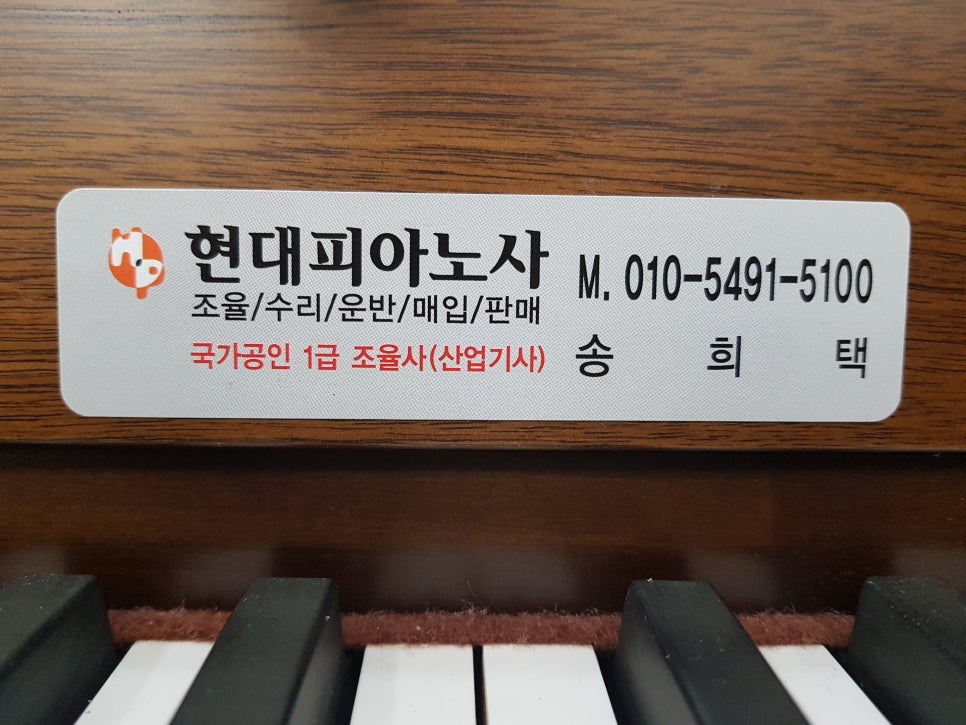 HP
현대피아노사
조율/수리/운반/매입/판매
국가공인 1급 조율사(산업기사)
M. 010-5491-5100
송 희 택